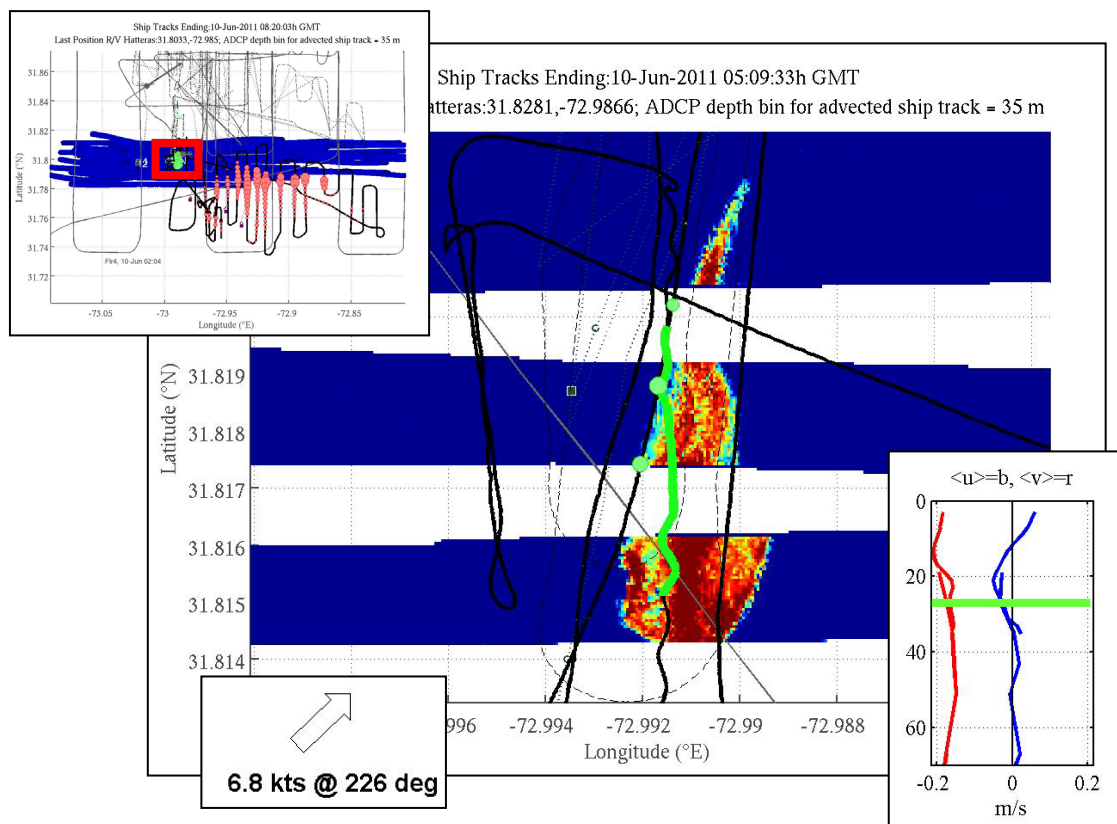 Ship Tracks Ending:10-Jun-2011 08:20:03h GMT
Last Position R/V Hatteras:31.8033,-72.985; ADCP depth bin for advected ship track = 35 m
31.86
31.84
31.82
31.8
31.78
31.76
31.74
31.72
Latitude (°N)
Flr4, 10-Jun 02:04
-73.05
-73
-72.95
-72.9
-72.85
Longitude (°E)
Ship Tracks Ending:10-Jun-2011 05:09:33h GMT
atteras:31.8281,-72.9866; ADCP depth bin for advected ship track = 35 m
31.819
31.818
31.817
31.816
31.815
31.814
Latitude (°N)
.996
-72.994
-72.992
-72.99
-72.988
Longitude (°E)
6.8 kts @ 226 deg
<u>=b, <v>=r
0
20
40
60
-0.2
0
0.2
m/s